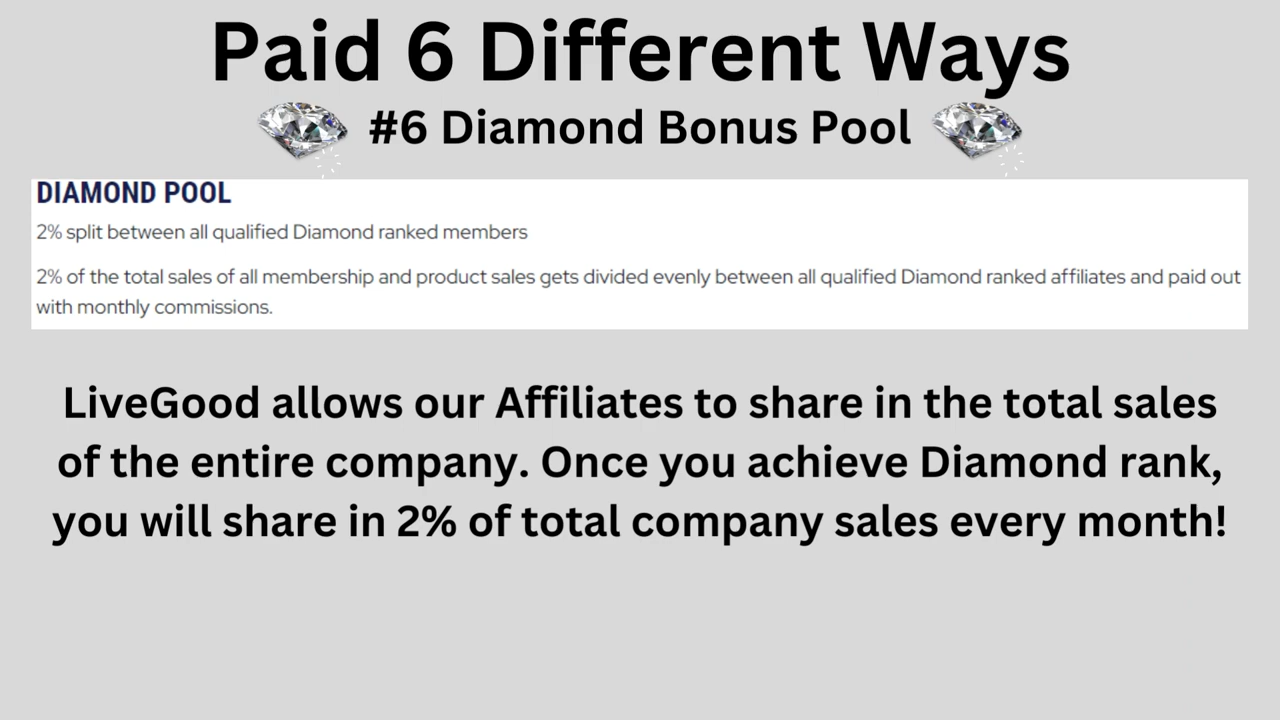 Paid 6 Different Ways
#6 Diamond Bonus Pool
DIAMOND POOL
2% split between all qualified Diamond ranked members
2% of the total sales of all membership and product sales gets divided evenly between all qualified Diamond ranked affiliates and paid out
with monthly commissions.
LiveGood allows our Affiliates to share in the total sales
of the entire company. Once you achieve Diamond rank,
you will share in 2% of total company sales every month!